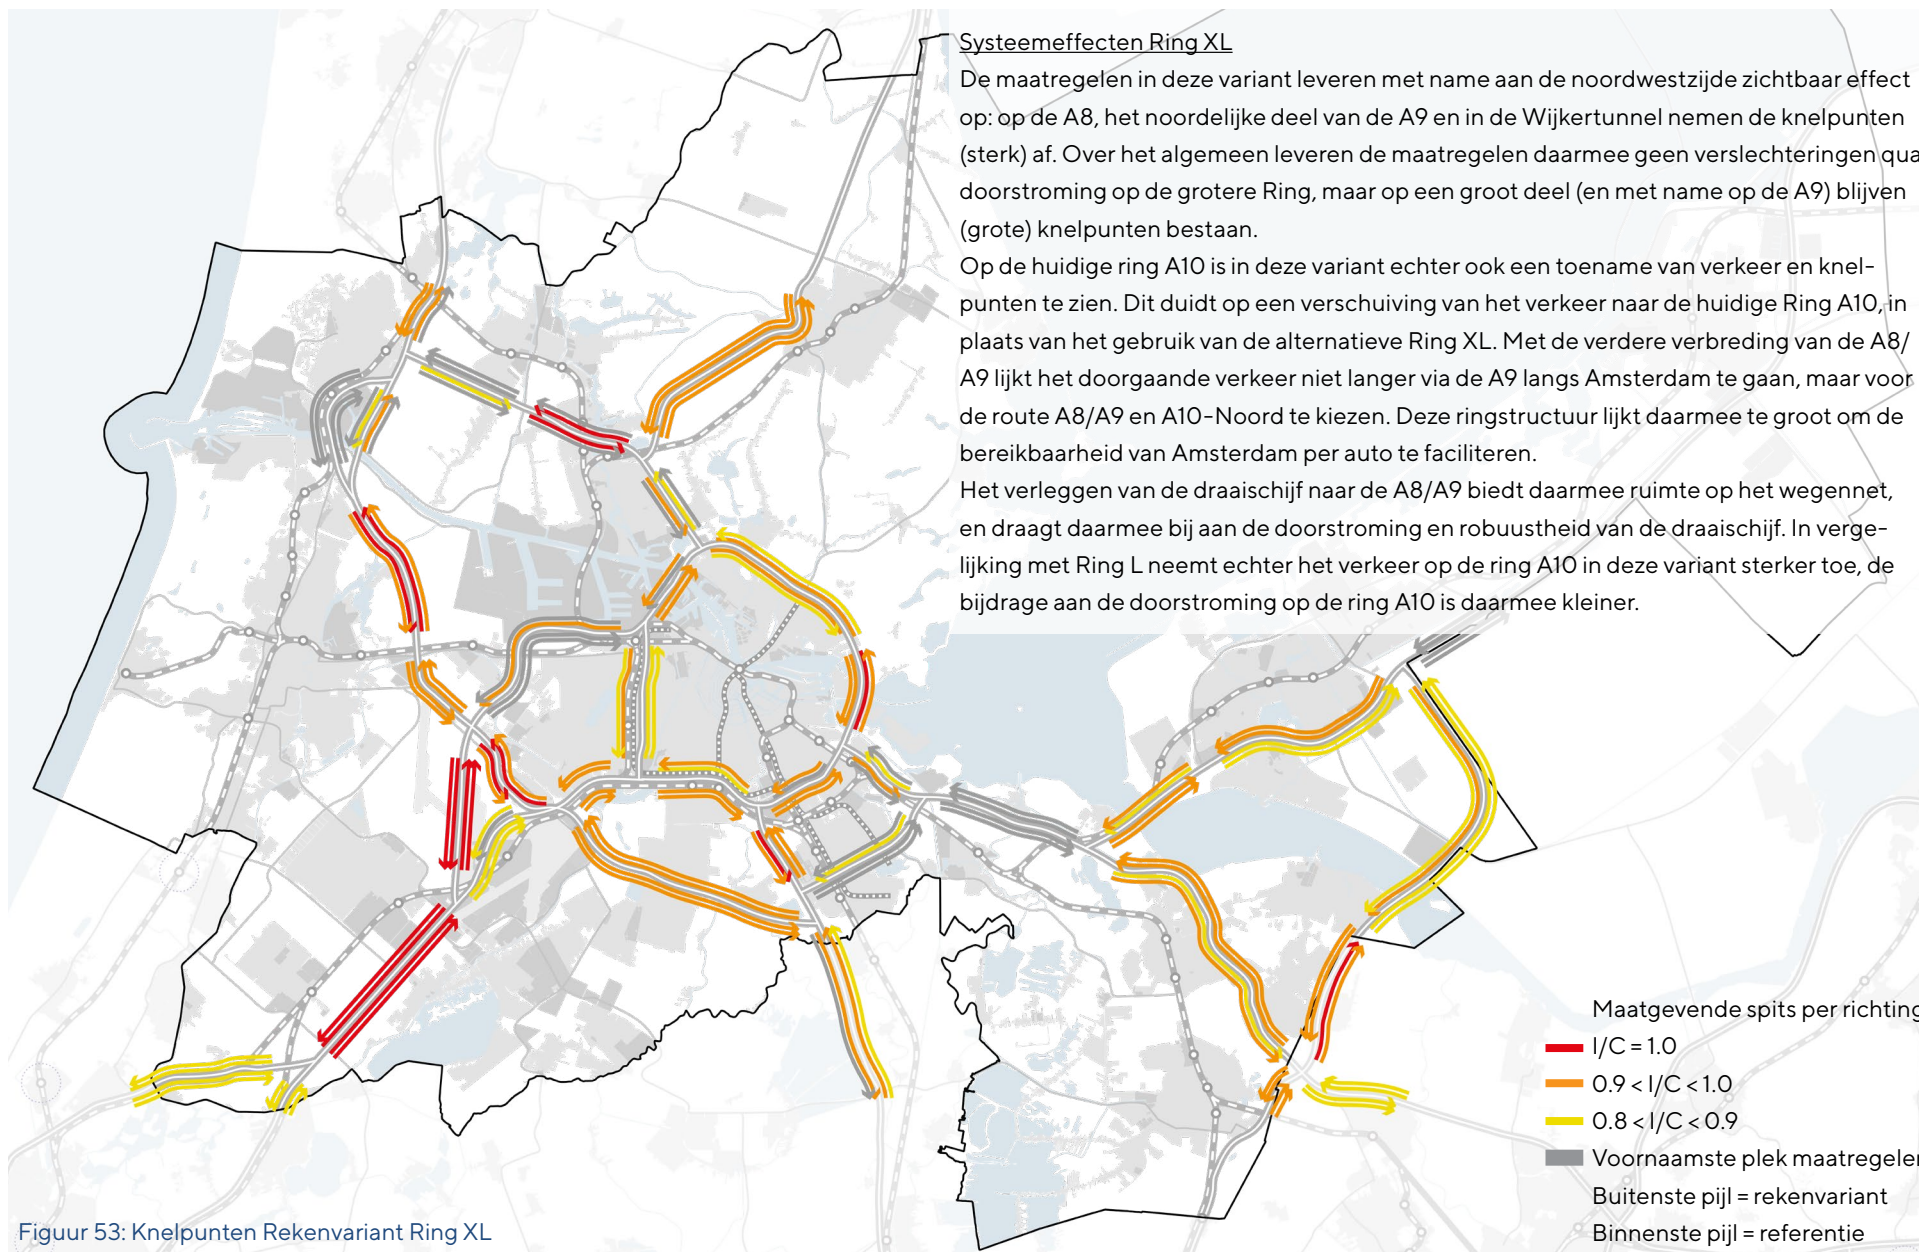 Systeemeffecten Ring XL
De maatregelen in deze variant leveren met name aan de noordwestzijde zichtbaar effect
op: op de A8, het noordelijke deel van de A9 en in de Wijkertunnel nemen de knelpunten
(sterk) af. Over het algemeen leveren de maatregelen daarmee geen verslechteringen qua
doorstroming op de grotere Ring, maar op een groot deel (en met name op de A9) blijven
(grote) knelpunten bestaan.
Op de huidige ring A10 is in deze variant echter ook een toename van verkeer en knel-
punten te zien. Dit duidt op een verschuiving van het verkeer naar de huidige Ring A10, in
plaats van het gebruik van de alternatieve Ring XL. Met de verdere verbreding van de A8/
A9 lijkt het doorgaande verkeer niet langer via de A9 langs Amsterdam te gaan, maar voor
de route A8/A9 en A10-Noord te kiezen. Deze ringstructuur lijkt daarmee te groot om de
bereikbaarheid van Amsterdam per auto te faciliteren.
Het verleggen van de draaischijf naar de A8/A9 biedt daarmee ruimte op het wegennet,
en draagt daarmee bij aan de doorstroming en robuustheid van de draaischijf. In verge-
lijking met Ring L neemt echter het verkeer op de ring A10 in deze variant sterker toe, de
bijdrage aan de doorstroming op de ring A10 is daarmee kleiner.
Maatgevende spits per richting
I/C = 1.0
0.9 < I/C < 1.0
0.8 < I/C < 0.9
Voornaamste plek maatregelen
Buitenste pijl = rekenvariant
Binnenste pijl = referentie
Figuur 53: Knelpunten Rekenvariant Ring XL